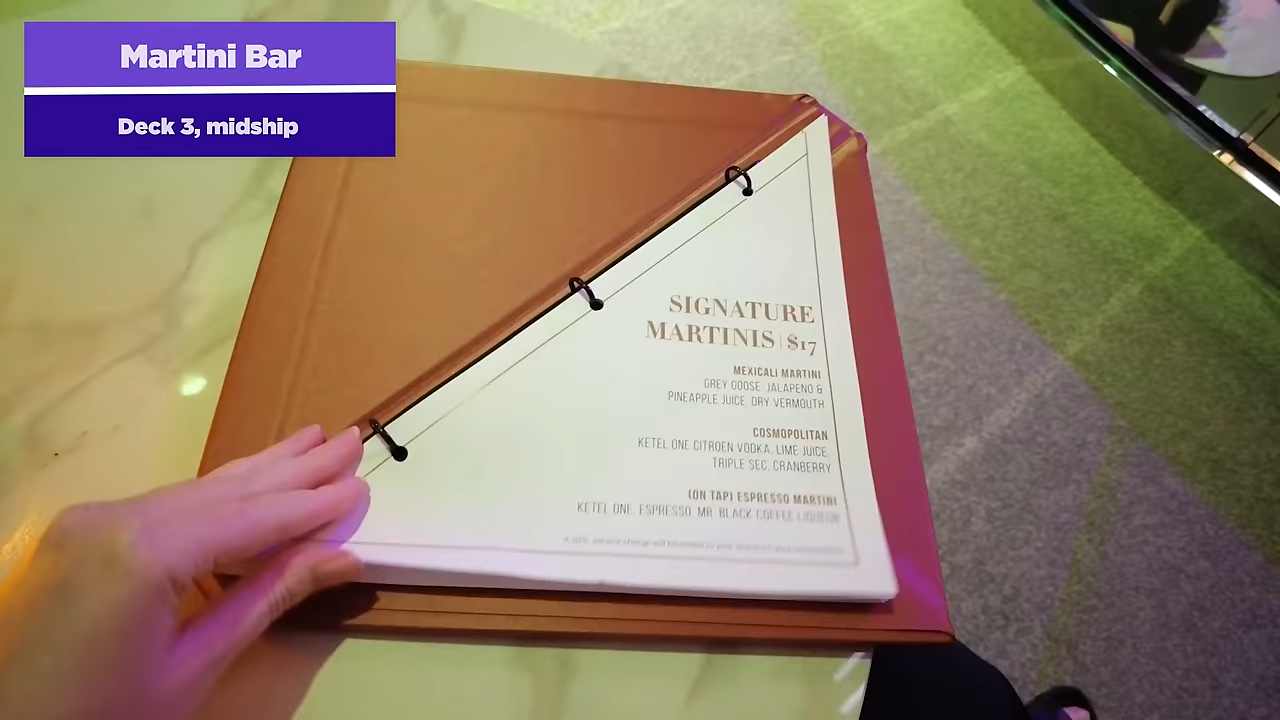 Martini Bar
Deck 3, midship
SIGNATURE
MARTINIS | $17
MEXICALI MARTINI
GREY GOOSE, JALAPENO &
PINEAPPLE JUICE, DRY VERMOUTH
COSMOPOLITAN
KETEL ONE CITROEN VODKA, LIME JUICE,
TRIPLE SEC, CRANBERRY
(ON TAP) ESPRESSO MARTINI
KETEL ONE, ESPRESSO, MR. BLACK COFFEE LIQUEUR